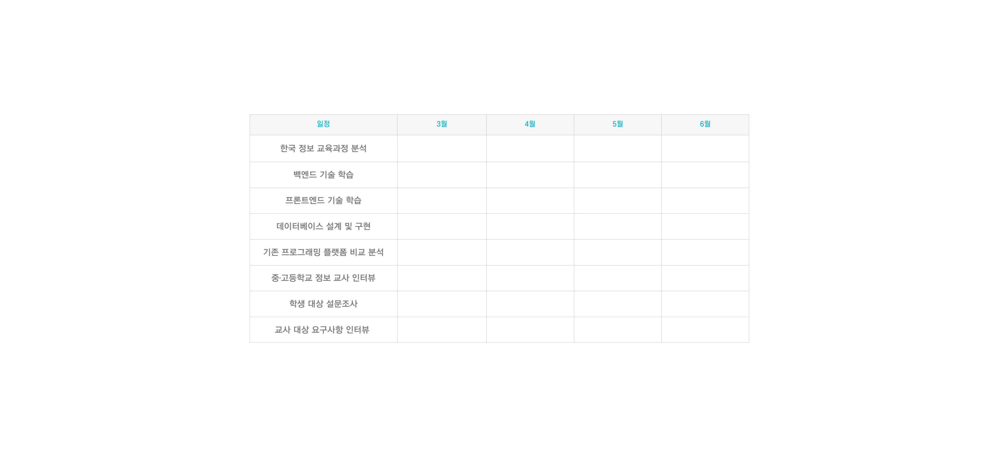 일정 3월 4월 5월 6월
한국 정보 교육과정 분석
백엔드 기술 학습
프론트엔드 기술 학습
데이터베이스 설계 및 구현
기존 프로그래밍 플랫폼 비교 분석
중·고등학교 정보 교사 인터뷰
학생 대상 설문조사
교사 대상 요구사항 인터뷰